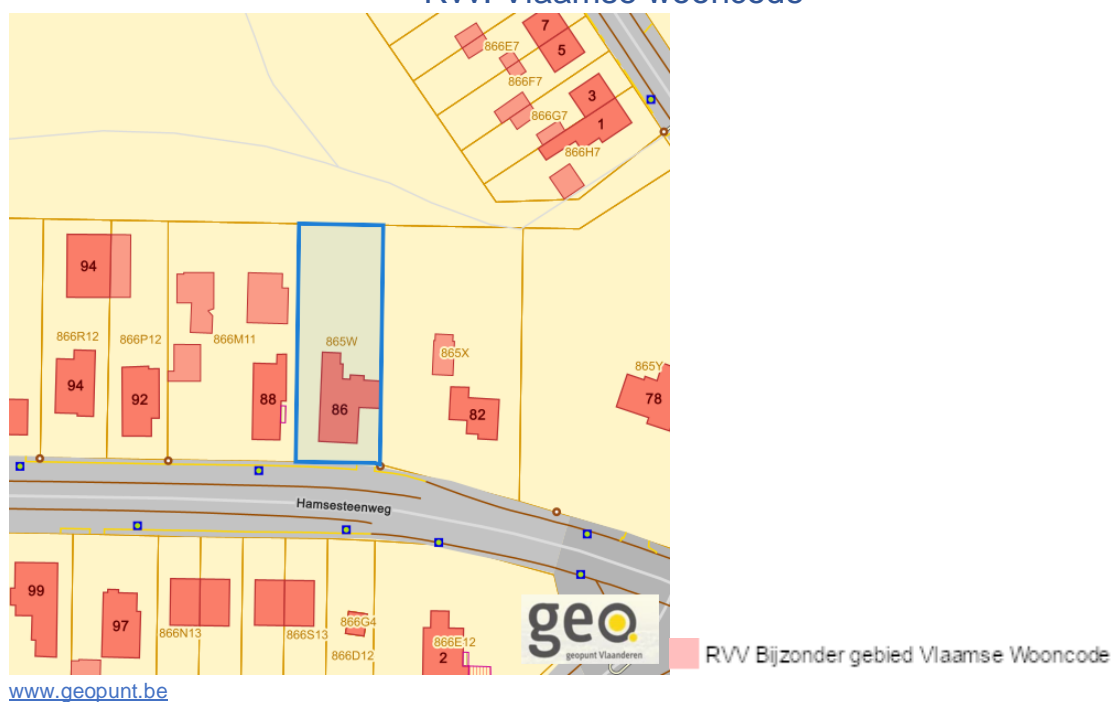 RVV: Vlaamse wooncode
7
5
866E7
866F7
3
866G7
1
866H7
94
866R12
866P12
866M11
865W
865X
865Y
94
92
88
86
82
78
Hamsesteenweg
99
97
866N13
866S13
866G4
866D12
866E12
2
geo
geopunt Vlaanderen
RVV Bijzonder gebied Vlaamse Wooncode
www.geopunt.be